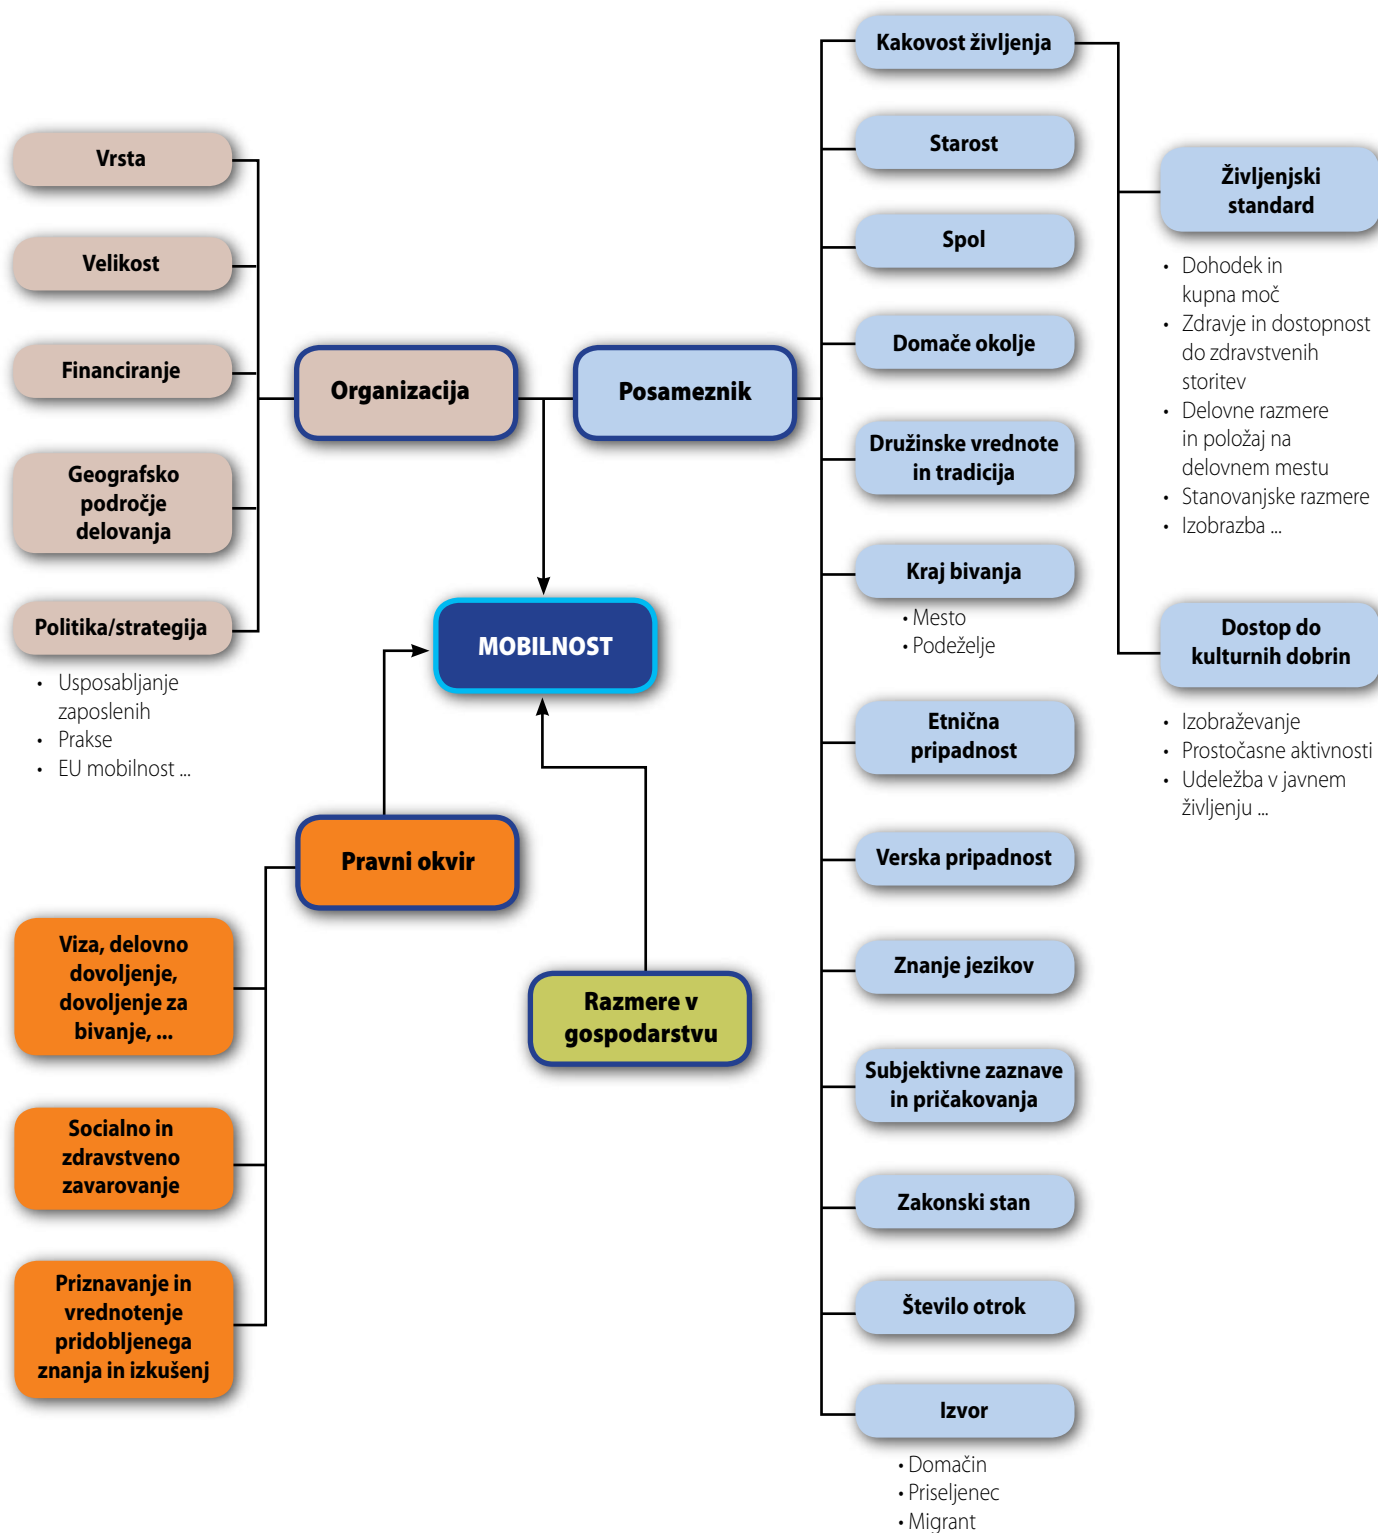 Vrsta
Velikost
Financiranje
Geografsko
področje
delovanja
Politika/strategija
• Usposabljanje
zaposlenih
• Prakse
• EU mobilnost ...
Organizacija
Posameznik
MOBILNOST
Pravni okvir
Viza, delovno
dovoljenje,
dovoljenje za
bivanje, ...
Socialno in
zdravstveno
zavarovanje
Priznavanje in
vrednotenje
pridobljenega
znanja in izkušenj
Razmere v
gospodarstvu
Kakovost življenja
Starost
Spol
Domače okolje
Družinske vrednote
in tradicija
Kraj bivanja
• Mesto
• Podeželje
Etnična
pripadnost
Verska pripadnost
Znanje jezikov
Subjektivne zaznave
in pričakovanja
Zakonski stan
Število otrok
Izvor
• Domačin
• Priseljenec
• Migrant
Življenjski
standard
• Dohodek in
kupna moč
• Zdravje in dostopnost
do zdravstvenih
storitev
• Delovne razmere
in položaj na
delovnem mestu
• Stanovanjske razmere
• Izobrazba ...
Dostop do
kulturnih dobrin
• Izobraževanje
• Prostočasne aktivnosti
• Udeležba v javnem
življenju ...